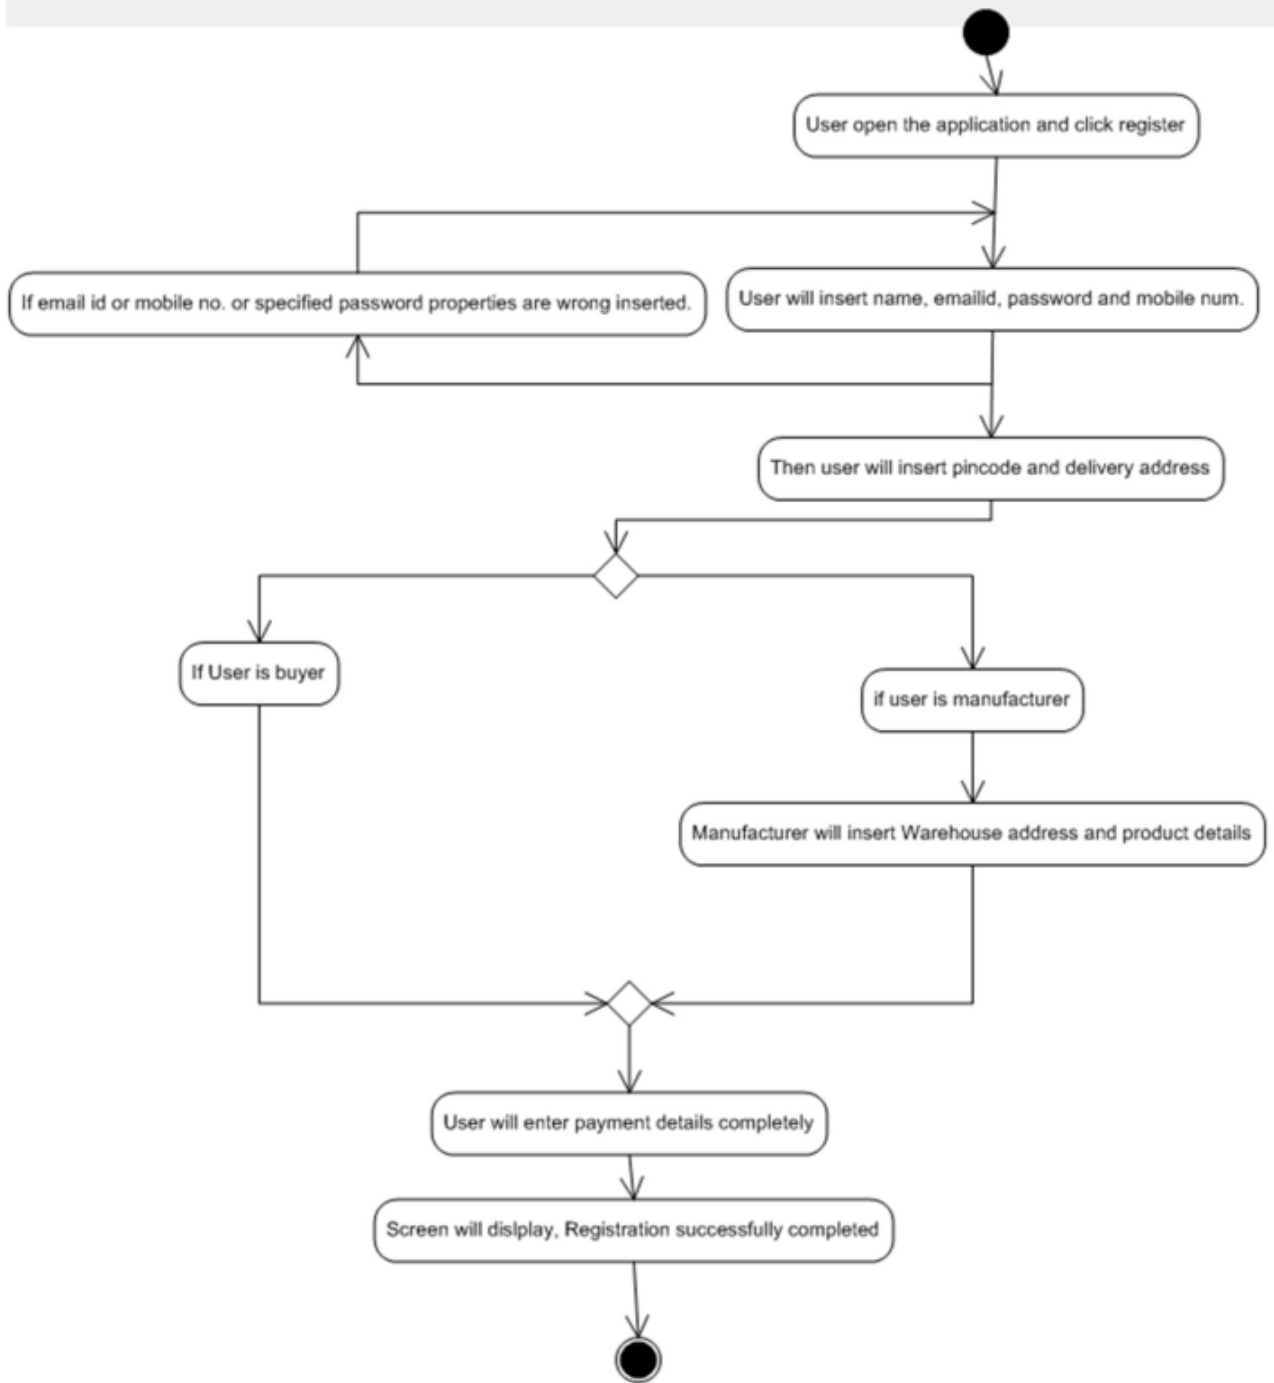 User open the application and click register
If email id or mobile no. or specified password properties are wrong inserted.
User will insert name, emailid, password and mobile num.
Then user will insert pincode and delivery address
If User is buyer
if user is manufacturer
Manufacturer will insert Warehouse address and product details
User will enter payment details completely
Screen will dislplay, Registration successfully completed